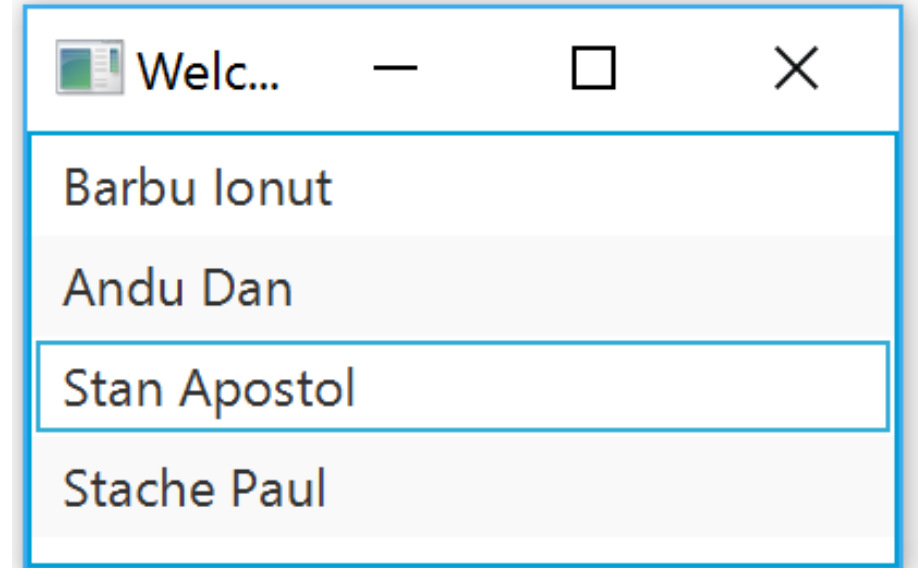 Welc...
Barbu Ionut
Andu Dan
Stan Apostol
Stache Paul